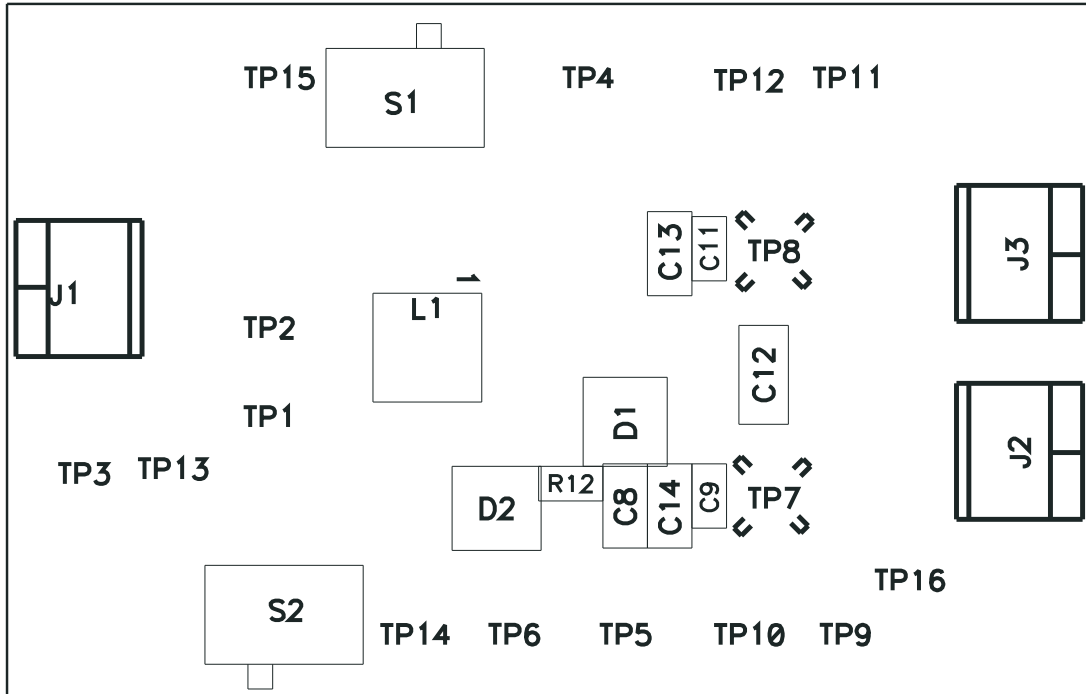 TP15
S1
TP4
TP12
TP11
C13
C11
TP8
J3
J1
1
L1
TP2
C12
TP1
D1
J2
TP3
TP13
R12
D2
C8
C14
C9
TP7
TP16
S2
TP14
TP6
TP5
TP10
TP9